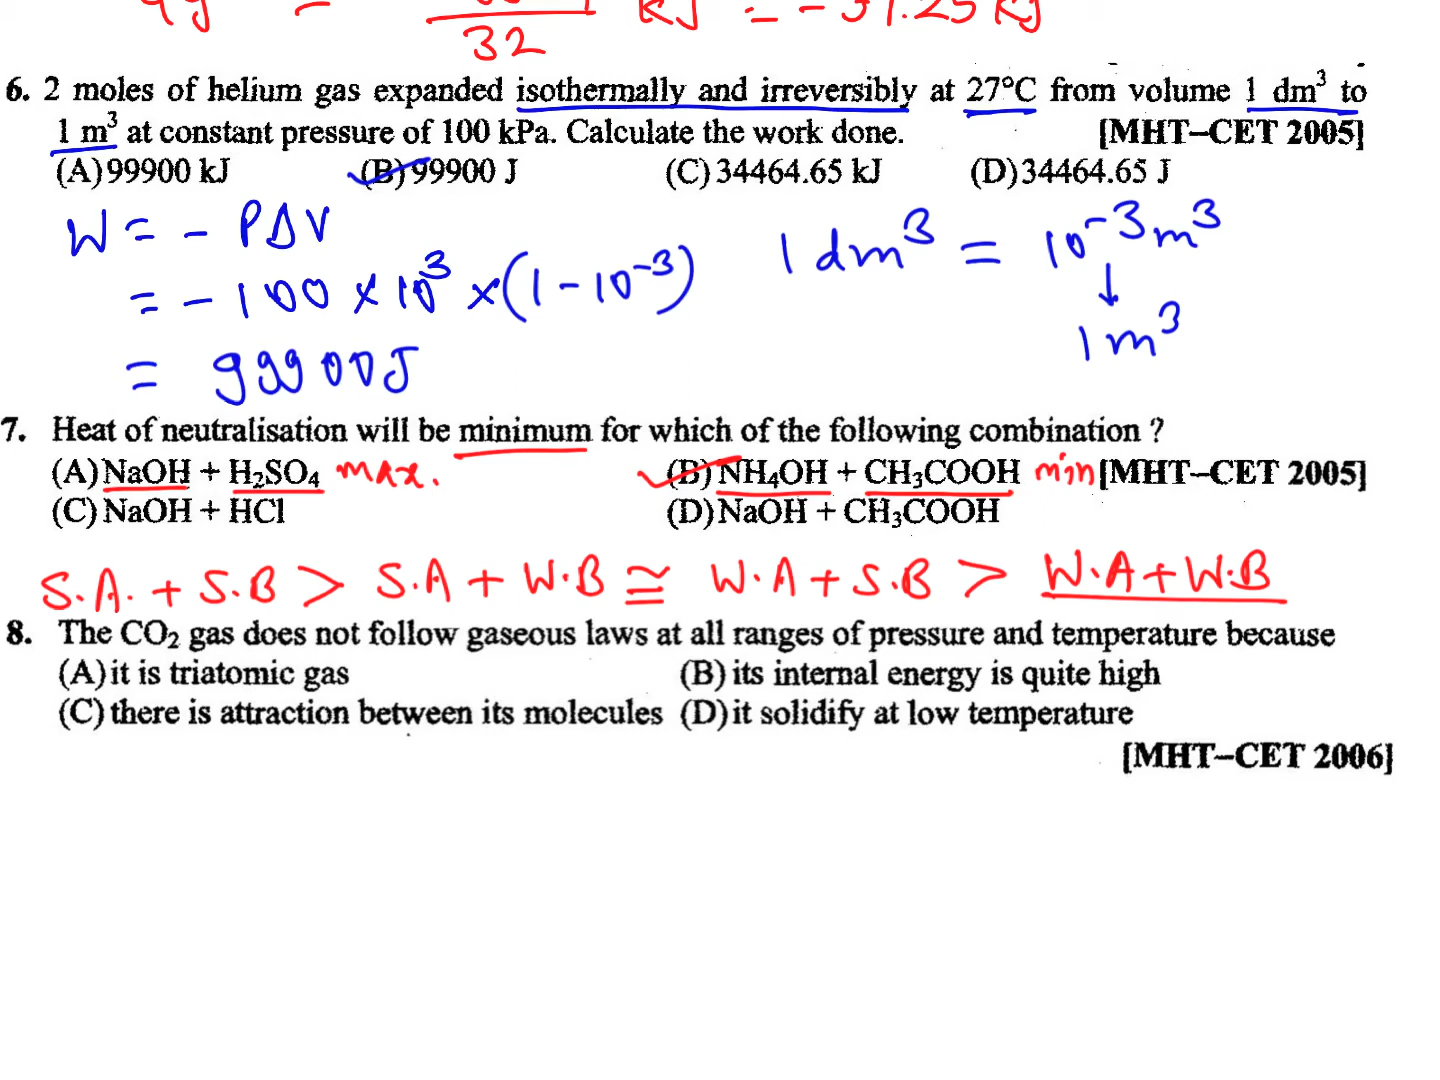 32 kJ = - 31.25 kJ
6. 2 moles of helium gas expanded isothermally and irreversibly at 27°C from volume 1 dm³ to
1 m³ at constant pressure of 100 kPa. Calculate the work done. [MHT–CET 2005]
(A) 99900 kJ (B) 99900 J (C) 34464.65 kJ (D) 34464.65 J
W = - PΔV
1 dm³ = 10⁻³ m³
= - 100 × 10³ × (1 - 10⁻³)
↓
1 m³
= 99900 J
7. Heat of neutralisation will be minimum for which of the following combination ?
(A) NaOH + H₂SO₄ max. (B) NH₄OH + CH₃COOH min [MHT–CET 2005]
(C) NaOH + HCl (D) NaOH + CH₃COOH
S.A. + S.B > S.A + W.B ≅ W.A + S.B > W.A + W.B
8. The CO₂ gas does not follow gaseous laws at all ranges of pressure and temperature because
(A) it is triatomic gas (B) its internal energy is quite high
(C) there is attraction between its molecules (D) it solidify at low temperature
[MHT–CET 2006]